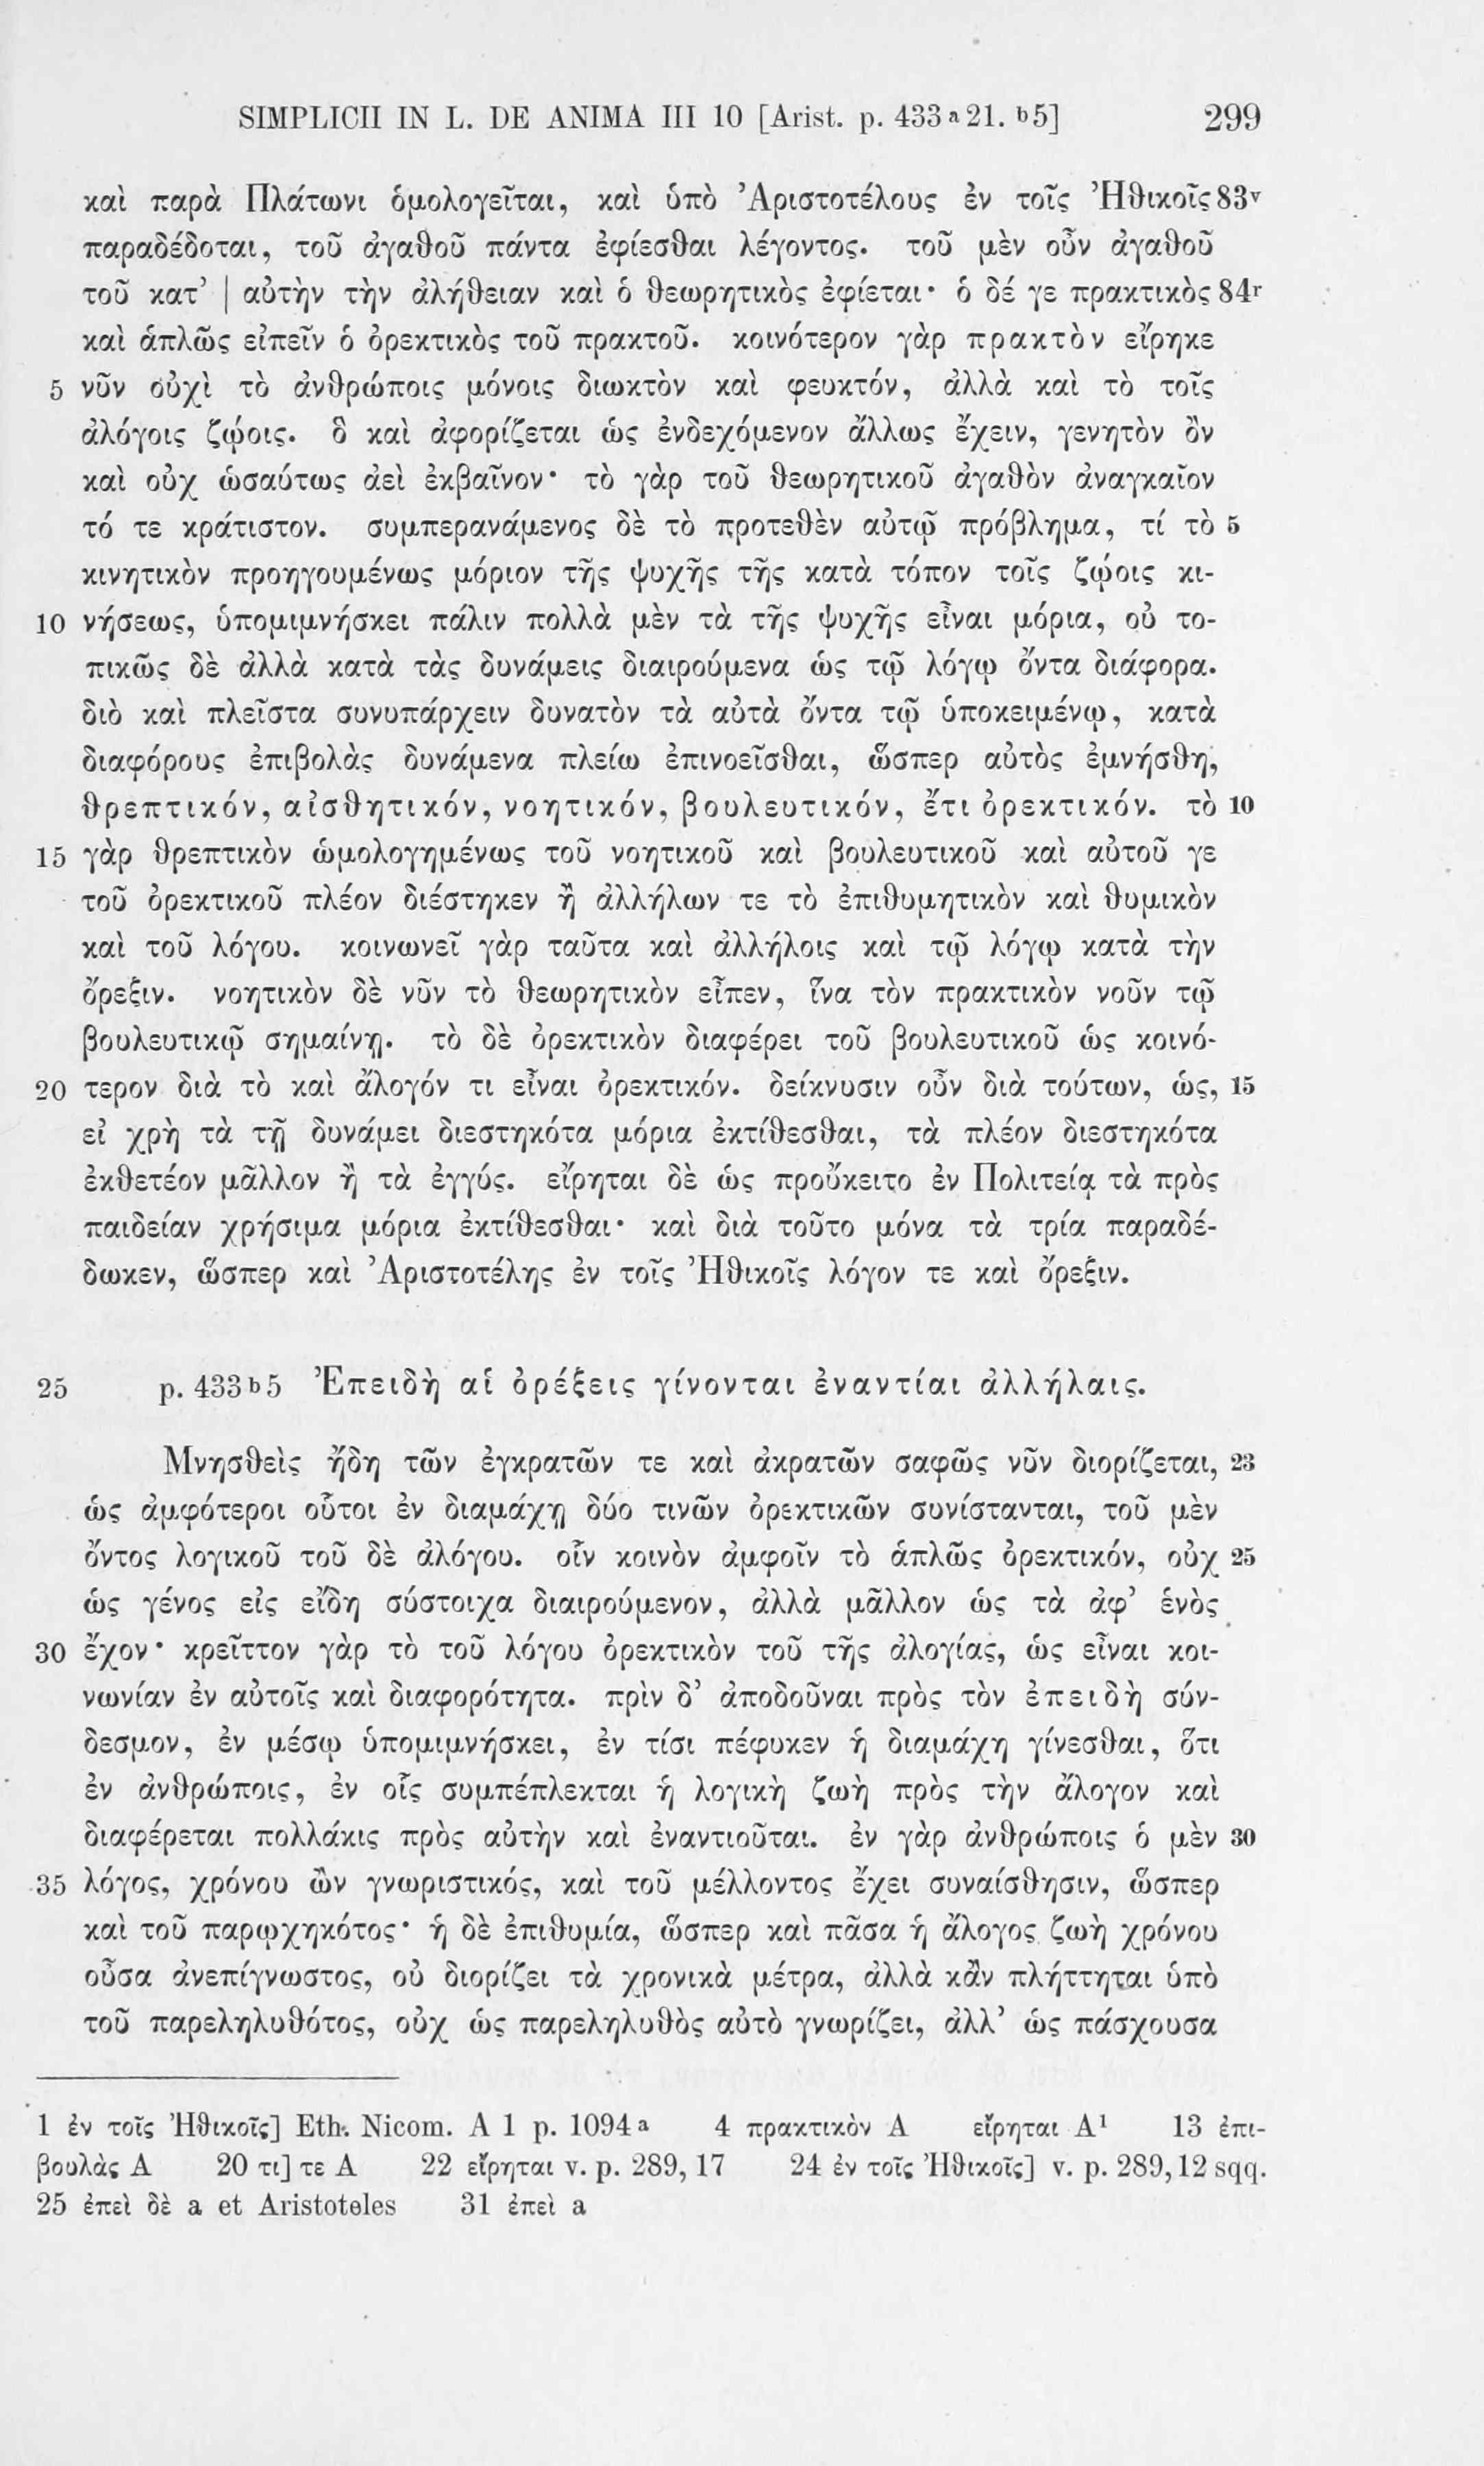 SIMPLICII IN L. DE ANIMA III 10 [Arist. p. 433 a 21. b 5] 299
καὶ παρὰ Πλάτωνι ὁμολογεῖται, καὶ ὑπὸ Ἀριστοτέλους ἐν τοῖς Ἠθικοῖς 83v
παραδέδοται, τοῦ ἀγαθοῦ πάντα ἐφίεσθαι λέγοντος. τοῦ μὲν οὖν ἀγαθοῦ
τοῦ κατ’ | αὐτὴν τὴν ἀλήθειαν καὶ ὁ θεωρητικὸς ἐφίεται· ὁ δέ γε πρακτικὸς 84r
καὶ ἁπλῶς εἰπεῖν ὁ ὀρεκτικὸς τοῦ πρακτοῦ. κοινότερον γὰρ πρακτὸν εἴρηκε
5 νῦν οὐχὶ τὸ ἀνθρώποις μόνοις διωκτὸν καὶ φευκτόν, ἀλλὰ καὶ τὸ τοῖς
ἀλόγοις ζῴοις. ὃ καὶ ἀφορίζεται ὡς ἐνδεχόμενον ἄλλως ἔχειν, γενητὸν ὂν
καὶ οὐχ ὡσαύτως ἀεὶ ἐκβαῖνον· τὸ γὰρ τοῦ θεωρητικοῦ ἀγαθὸν ἀναγκαῖον
τό τε κράτιστον. συμπερανάμενος δὲ τὸ προτεθὲν αὐτῷ πρόβλημα, τί τὸ 5
κινητικὸν προηγουμένως μόριον τῆς ψυχῆς τῆς κατὰ τόπον τοῖς ζῴοις κι-
10 νήσεως, ὑπομιμνήσκει πάλιν πολλὰ μὲν τὰ τῆς ψυχῆς εἶναι μόρια, οὐ το-
πικῶς δὲ ἀλλὰ κατὰ τὰς δυνάμεις διαιρούμενα ὡς τῷ λόγῳ ὄντα διάφορα.
διὸ καὶ πλεῖστα συνυπάρχειν δυνατὸν τὰ αὐτὰ ὄντα τῷ ὑποκειμένῳ, κατὰ
διαφόρους ἐπιβολὰς δυνάμενα πλείω ἐπινοεῖσθαι, ὥσπερ αὐτὸς ἐμνήσθη,
θρεπτικόν, αἰσθητικόν, νοητικόν, βουλευτικόν, ἔτι ὀρεκτικόν. τὸ 10
15 γὰρ θρεπτικὸν ὡμολογημένως τοῦ νοητικοῦ καὶ βουλευτικοῦ καὶ αὐτοῦ γε
τοῦ ὀρεκτικοῦ πλέον διέστηκεν ἢ ἀλλήλων τε τὸ ἐπιθυμητικὸν καὶ θυμικὸν
καὶ τοῦ λόγου. κοινωνεῖ γὰρ ταῦτα καὶ ἀλλήλοις καὶ τῷ λόγῳ κατὰ τὴν
ὄρεξιν. νοητικὸν δὲ νῦν τὸ θεωρητικὸν εἶπεν, ἵνα τὸν πρακτικὸν νοῦν τῷ
βουλευτικῷ σημαίνῃ. τὸ δὲ ὀρεκτικὸν διαφέρει τοῦ βουλευτικοῦ ὡς κοινό-
20 τερον διὰ τὸ καὶ ἄλογόν τι εἶναι ὀρεκτικόν. δείκνυσιν οὖν διὰ τούτων, ὡς, 15
εἰ χρὴ τὰ τῇ δυνάμει διεστηκότα μόρια ἐκτίθεσθαι, τὰ πλέον διεστηκότα
ἐκθετέον μᾶλλον ἢ τὰ ἐγγύς. εἴρηται δὲ ὡς προὔκειτο ἐν Πολιτείᾳ τὰ πρὸς
παιδείαν χρήσιμα μόρια ἐκτίθεσθαι· καὶ διὰ τοῦτο μόνα τὰ τρία παραδέ-
δωκεν, ὥσπερ καὶ Ἀριστοτέλης ἐν τοῖς Ἠθικοῖς λόγον τε καὶ ὄρεξιν.
25 p. 433 b 5 Ἐπειδὴ αἱ ὀρέξεις γίνονται ἐναντίαι ἀλλήλαις.
Μνησθεὶς ἤδη τῶν ἐγκρατῶν τε καὶ ἀκρατῶν σαφῶς νῦν διορίζεται, 23
ὡς ἀμφότεροι οὗτοι ἐν διαμάχῃ δύο τινῶν ὀρεκτικῶν συνίστανται, τοῦ μὲν
ὄντος λογικοῦ τοῦ δὲ ἀλόγου. οἷν κοινὸν ἀμφοῖν τὸ ἁπλῶς ὀρεκτικόν, οὐχ 25
ὡς γένος εἰς εἴδη σύστοιχα διαιρούμενον, ἀλλὰ μᾶλλον ὡς τὰ ἀφ’ ἑνὸς
30 ἔχον· κρεῖττον γὰρ τὸ τοῦ λόγου ὀρεκτικὸν τοῦ τῆς ἀλογίας, ὡς εἶναι κοι-
νωνίαν ἐν αὐτοῖς καὶ διαφορότητα. πρὶν δ’ ἀποδοῦναι πρὸς τὸν ἐπειδὴ σύν-
δεσμον, ἐν μέσῳ ὑπομιμνήσκει, ἐν τίσι πέφυκεν ἡ διαμάχη γίνεσθαι, ὅτι
ἐν ἀνθρώποις, ἐν οἷς συμπέπλεκται ἡ λογικὴ ζωὴ πρὸς τὴν ἄλογον καὶ
διαφέρεται πολλάκις πρὸς αὐτὴν καὶ ἐναντιοῦται. ἐν γὰρ ἀνθρώποις ὁ μὲν 30
35 λόγος, χρόνου ὢν γνωριστικός, καὶ τοῦ μέλλοντος ἔχει συναίσθησιν, ὥσπερ
καὶ τοῦ παρῳχηκότος· ἡ δὲ ἐπιθυμία, ὥσπερ καὶ πᾶσα ἡ ἄλογος ζωὴ χρόνου
οὖσα ἀνεπίγνωστος, οὐ διορίζει τὰ χρονικὰ μέτρα, ἀλλὰ κἂν πλήττηται ὑπὸ
τοῦ παρεληλυθότος, οὐχ ὡς παρεληλυθὸς αὐτὸ γνωρίζει, ἀλλ’ ὡς πάσχουσα
1 ἐν τοῖς Ἠθικοῖς] Eth. Nicom. A 1 p. 1094 a 4 πρακτικὸν A εἴρηται A¹ 13 ἐπι-
βουλὰς A 20 τι] τε A 22 εἴρηται v. p. 289, 17 24 ἐν τοῖς Ἠθικοῖς] v. p. 289, 12 sqq.
25 ἐπεὶ δὲ a et Aristoteles 31 ἐπεὶ a